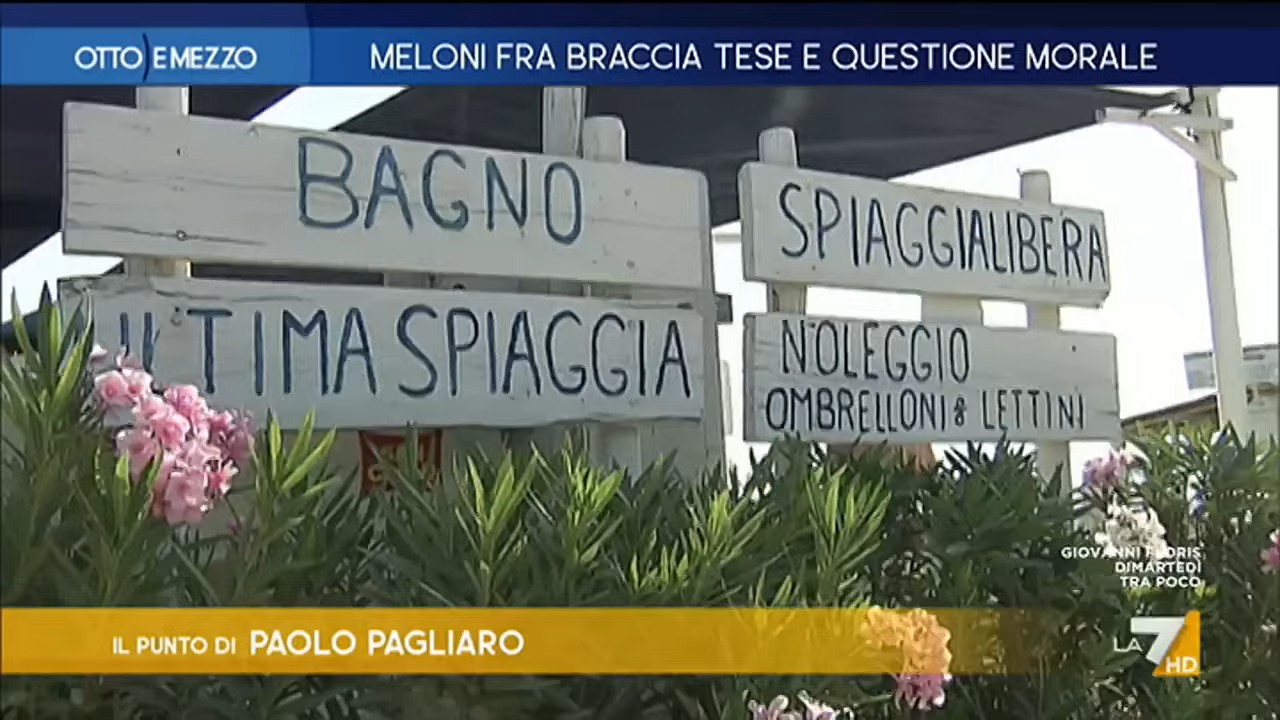 OTTO E MEZZO
MELONI FRA BRACCIA TESE E QUESTIONE MORALE
BAGNO
ULTIMA SPIAGGIA
SPIAGGIALIBERA
NOLEGGIO
OMBRELLONI & LETTINI
GIOVANNI FLORIS
DIMARTEDÌ
TRA POCO
IL PUNTO DI PAOLO PAGLIARO
LA7 HD